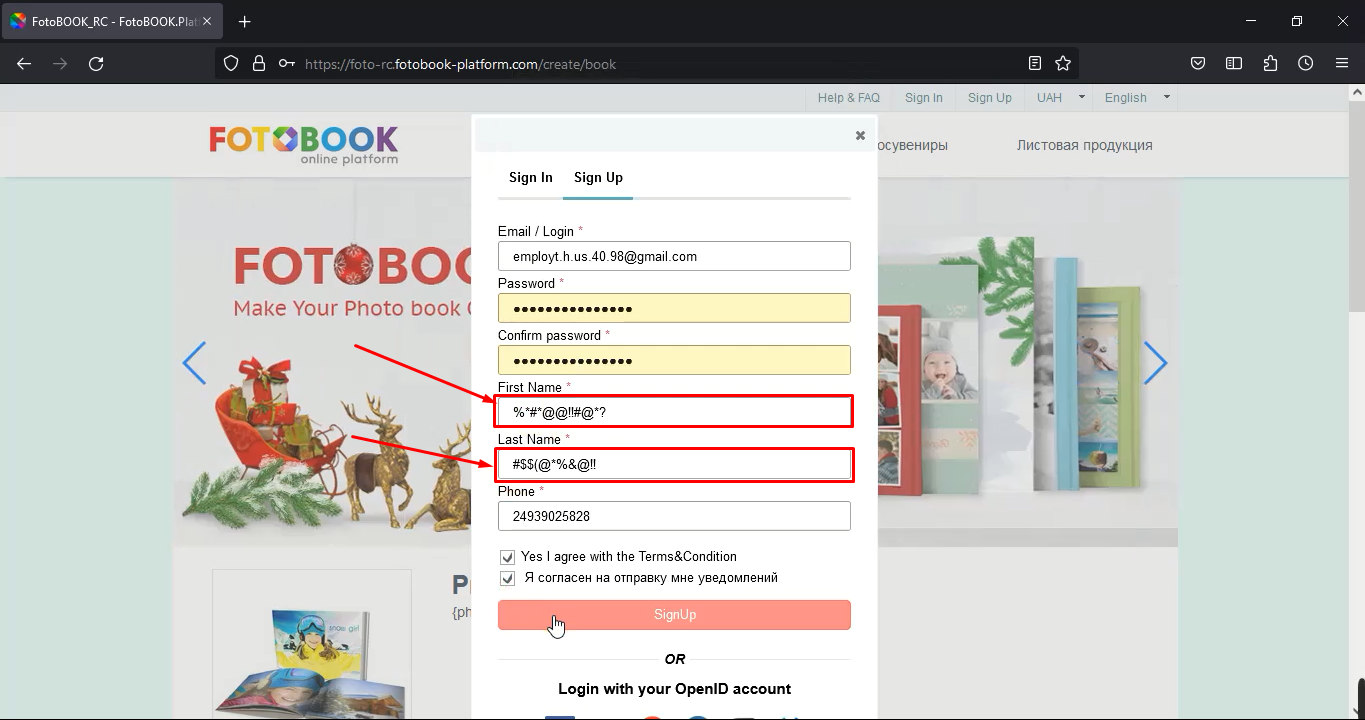 FotoBOOK_RC - FotoBOOK.Plat
https://foto-rc.fotobook-platform.com/create/book
Help & FAQ Sign In Sign Up UAH English
FOTOBOOK
online platform
осувениры Листовая продукция
Sign In Sign Up
Email / Login *
employt.h.us.40.98@gmail.com
Password *
Confirm password *
First Name *
%*#*@@!!#@*?
Last Name *
#$$(@*%&@!!
Phone *
24939025828
Yes I agree with the Terms&Condition
Я согласен на отправку мне уведомлений
SignUp
OR
Login with your OpenID account
FOTOBOO
Make Your Photo book
{ph
snow girl